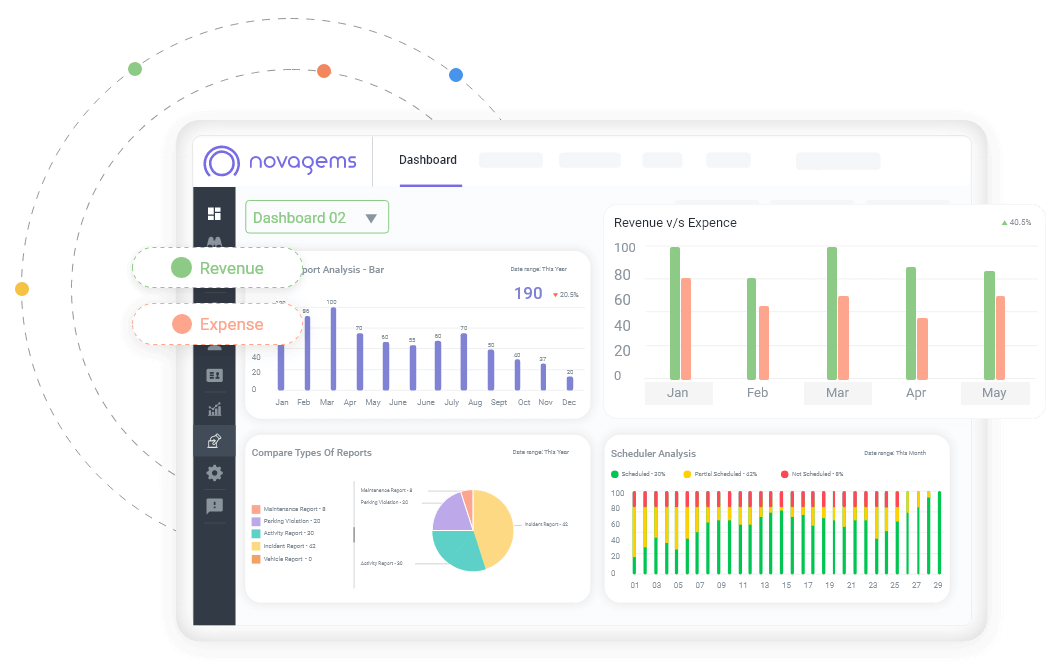 novagems
Dashboard
Dashboard 02
Revenue
Expense
port Analysis - Bar
Date range: This Year
190
20.5%
100
86
100
70
60
55
60
70
50
40
37
20
40
20
0
Jan Feb Mar Apr May June June July Aug Sept Oct Nov Dec
Revenue v/s Expence
40.5%
100
80
60
40
20
0
Jan Feb Mar Apr May
Compare Types Of Reports
Date range: This Year
Maintenance Report - 8
Parking Violation - 20
Activity Report - 30
Incident Report - 42
Vehicle Report - 0
Maintenance Report - 8
Parking Violation - 20
Incident Report - 42
Activity Report - 30
Scheduler Analysis
Date range: This Month
Scheduled - 30%
Partial Scheduled - 42%
Not Scheduled - 8%
100
80
60
40
20
0
01 03 05 07 09 11 13 15 17 19 21 23 25 27 29